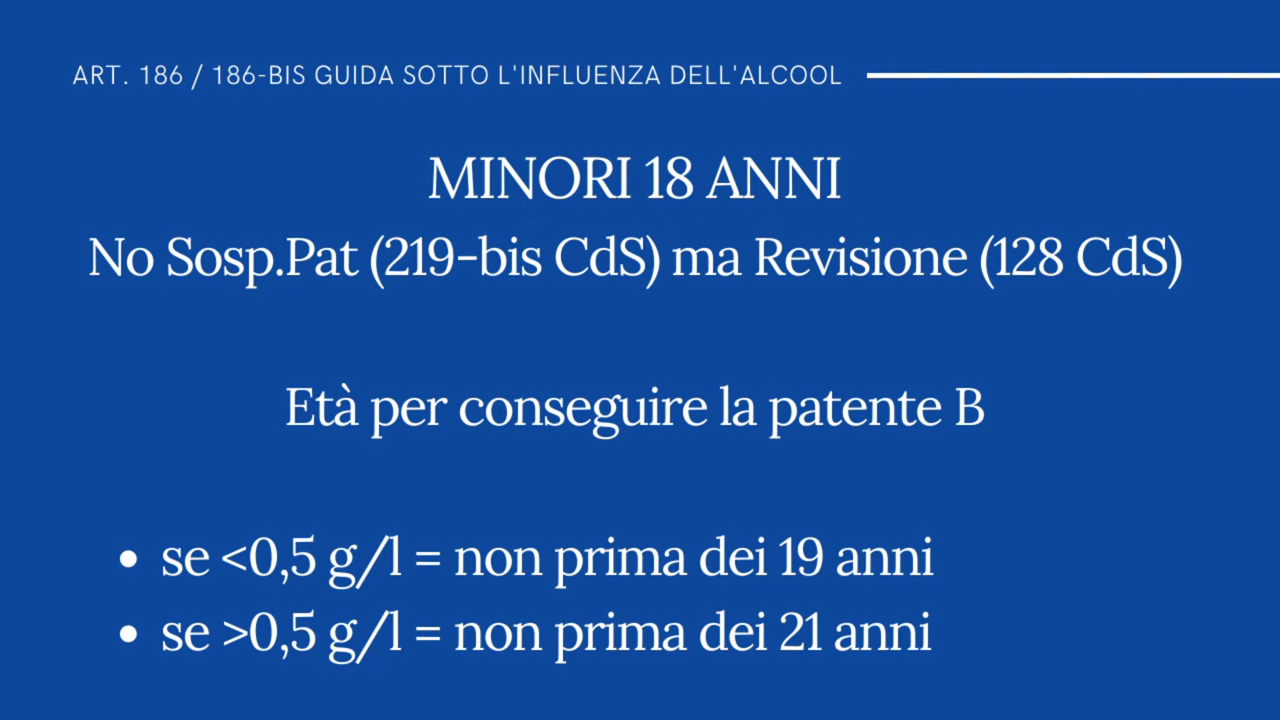 ART. 186 / 186-BIS GUIDA SOTTO L'INFLUENZA DELL'ALCOOL
MINORI 18 ANNI
No Sosp.Pat (219-bis CdS) ma Revisione (128 CdS)
Età per conseguire la patente B
• se <0,5 g/l = non prima dei 19 anni
• se >0,5 g/l = non prima dei 21 anni